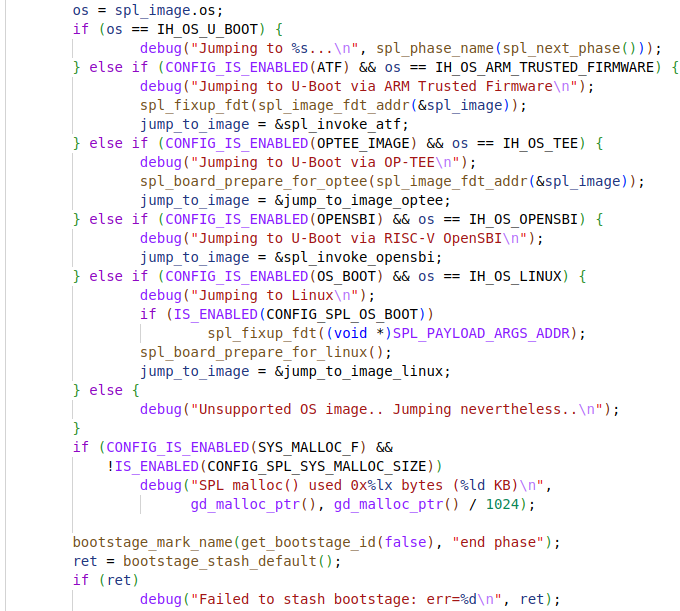 os = spl_image.os;
if (os == IH_OS_U_BOOT) {
debug("Jumping to %s...\n", spl_phase_name(spl_next_phase()));
} else if (CONFIG_IS_ENABLED(ATF) && os == IH_OS_ARM_TRUSTED_FIRMWARE) {
debug("Jumping to U-Boot via ARM Trusted Firmware\n");
spl_fixup_fdt(spl_image_fdt_addr(&spl_image));
jump_to_image = &spl_invoke_atf;
} else if (CONFIG_IS_ENABLED(OPTEE_IMAGE) && os == IH_OS_TEE) {
debug("Jumping to U-Boot via OP-TEE\n");
spl_board_prepare_for_optee(spl_image_fdt_addr(&spl_image));
jump_to_image = &jump_to_image_optee;
} else if (CONFIG_IS_ENABLED(OPENSBI) && os == IH_OS_OPENSBI) {
debug("Jumping to U-Boot via RISC-V OpenSBI\n");
jump_to_image = &spl_invoke_opensbi;
} else if (CONFIG_IS_ENABLED(OS_BOOT) && os == IH_OS_LINUX) {
debug("Jumping to Linux\n");
if (IS_ENABLED(CONFIG_SPL_OS_BOOT))
spl_fixup_fdt((void *)SPL_PAYLOAD_ARGS_ADDR);
spl_board_prepare_for_linux();
jump_to_image = &jump_to_image_linux;
} else {
debug("Unsupported OS image.. Jumping nevertheless..\n");
}
if (CONFIG_IS_ENABLED(SYS_MALLOC_F) &&
!IS_ENABLED(CONFIG_SPL_SYS_MALLOC_SIZE))
debug("SPL malloc() used 0x%lx bytes (%ld KB)\n",
gd_malloc_ptr(), gd_malloc_ptr() / 1024);
bootstage_mark_name(get_bootstage_id(false), "end phase");
ret = bootstage_stash_default();
if (ret)
debug("Failed to stash bootstage: err=%d\n", ret);